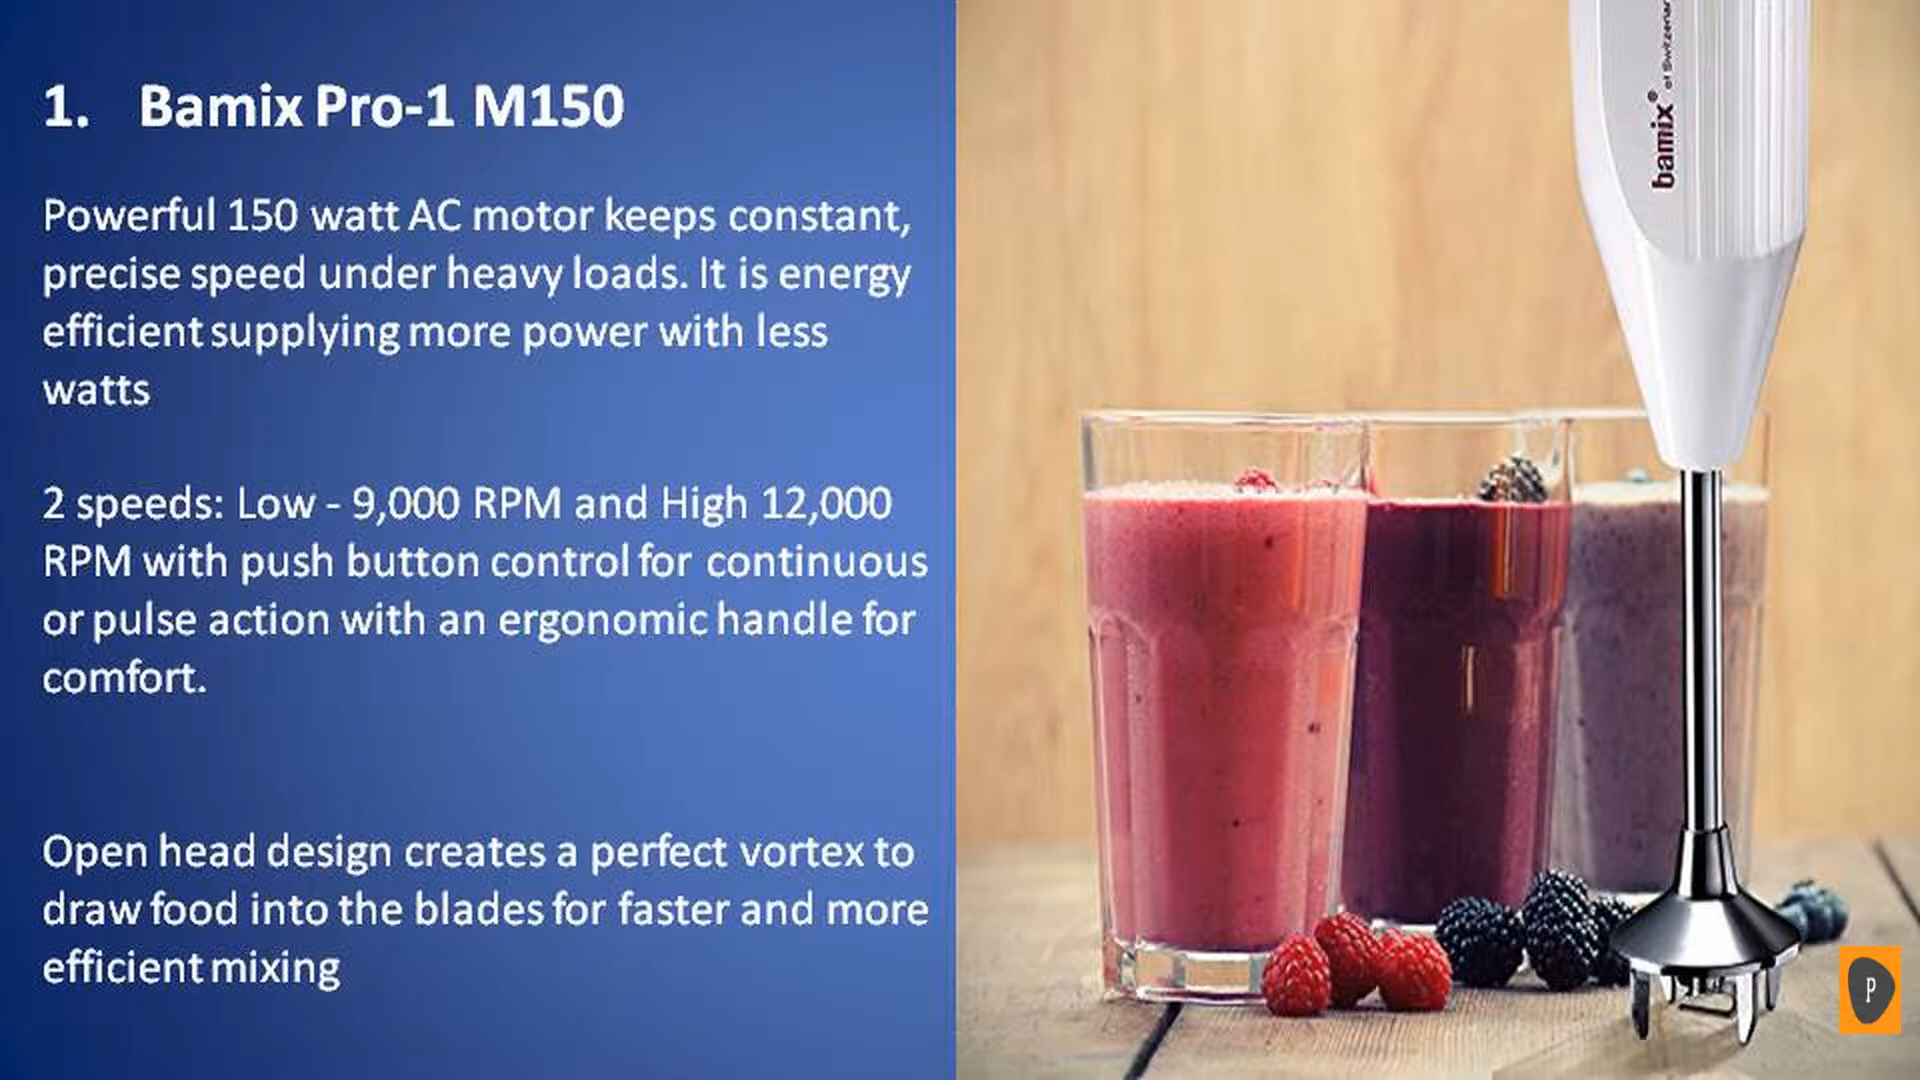 1. Bamix Pro-1 M150
Powerful 150 watt AC motor keeps constant,
precise speed under heavy loads. It is energy
efficient supplying more power with less
watts
2 speeds: Low - 9,000 RPM and High 12,000
RPM with push button control for continuous
or pulse action with an ergonomic handle for
comfort.
Open head design creates a perfect vortex to
draw food into the blades for faster and more
efficient mixing
bamix® of Switzerland
P